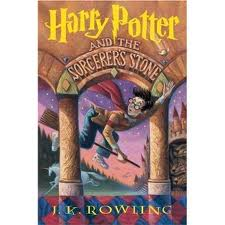 Harry Potter
AND THE
SORCERER'S STONE
J. K. ROWLING